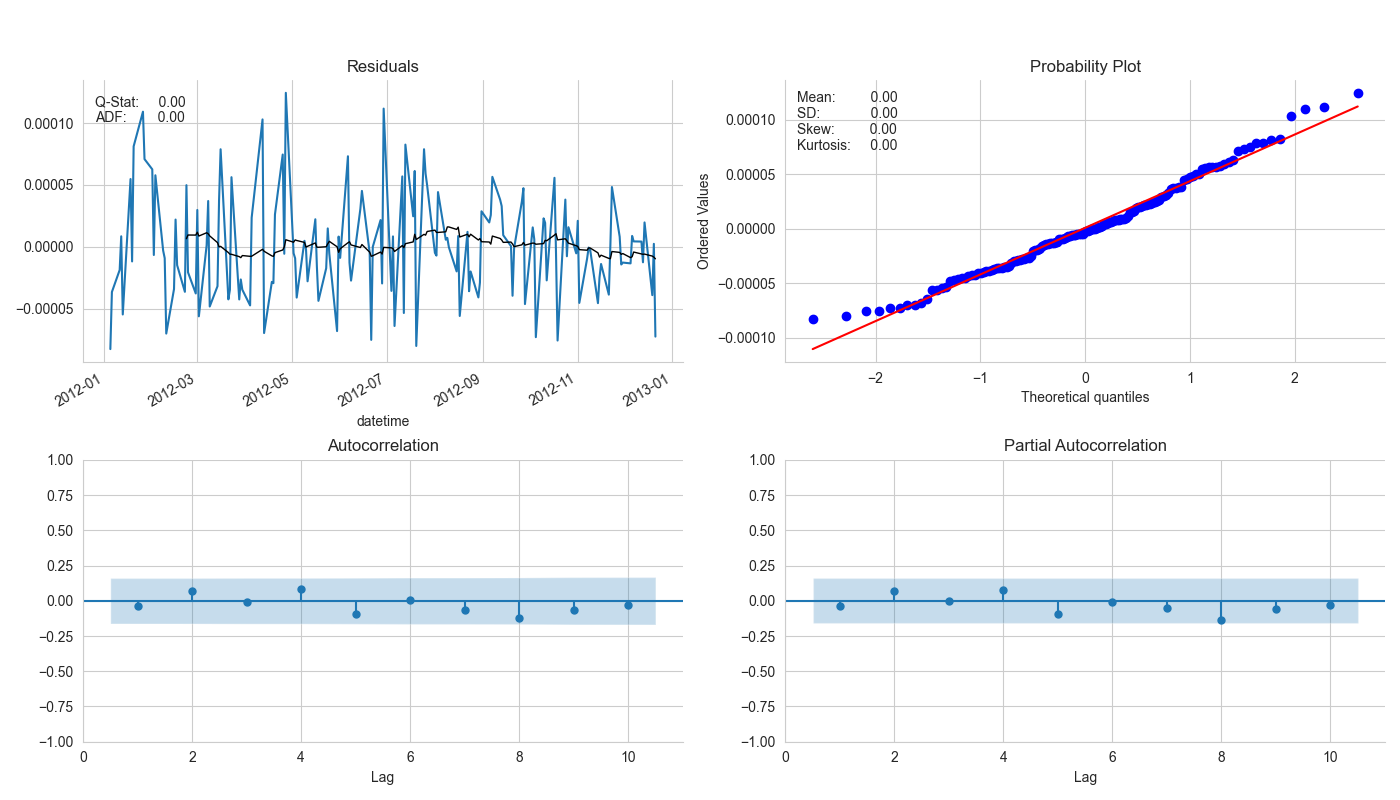 Residuals
Q-Stat: 0.00
ADF: 0.00
0.00010
0.00005
0.00000
−0.00005
2012-01
2012-03
2012-05
2012-07
2012-09
2012-11
2013-01
datetime
Probability Plot
Mean: 0.00
SD: 0.00
Skew: 0.00
Kurtosis: 0.00
Ordered Values
0.00010
0.00005
0.00000
−0.00005
−0.00010
−2 −1 0 1 2
Theoretical quantiles
Autocorrelation
1.00
0.75
0.50
0.25
0.00
−0.25
−0.50
−0.75
−1.00
0 2 4 6 8 10
Lag
Partial Autocorrelation
1.00
0.75
0.50
0.25
0.00
−0.25
−0.50
−0.75
−1.00
0 2 4 6 8 10
Lag